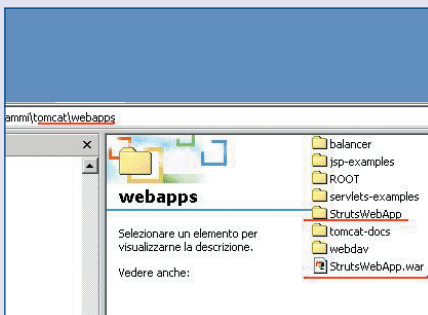 ammi\tomcat\webapps
webapps
Selezionare un elemento per
visualizzarne la descrizione.
Vedere anche:
balancer
jsp-examples
ROOT
servlets-examples
StrutsWebApp
tomcat-docs
webdav
StrutsWebApp.war